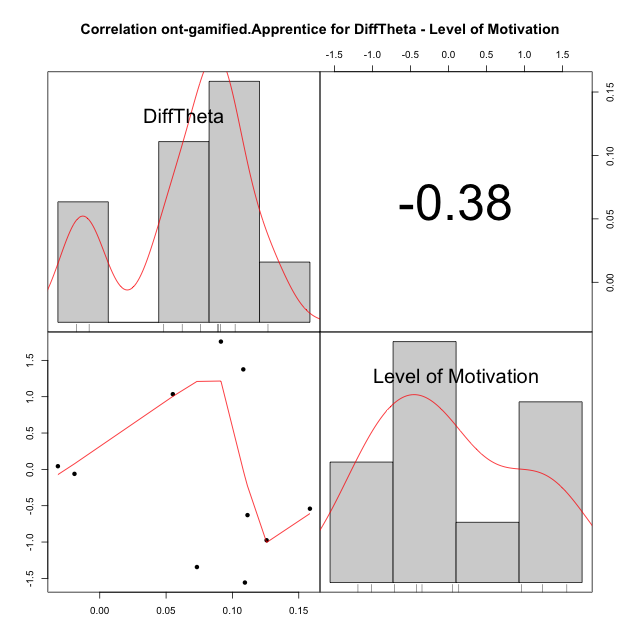 Correlation ont-gamified.Apprentice for DiffTheta - Level of Motivation
-1.5 -1.0 -0.5 0.0 0.5 1.0 1.5
DiffTheta
-0.38
0.15
0.10
0.05
0.00
Level of Motivation
1.5
1.0
0.5
0.0
-0.5
-1.0
-1.5
0.00 0.05 0.10 0.15